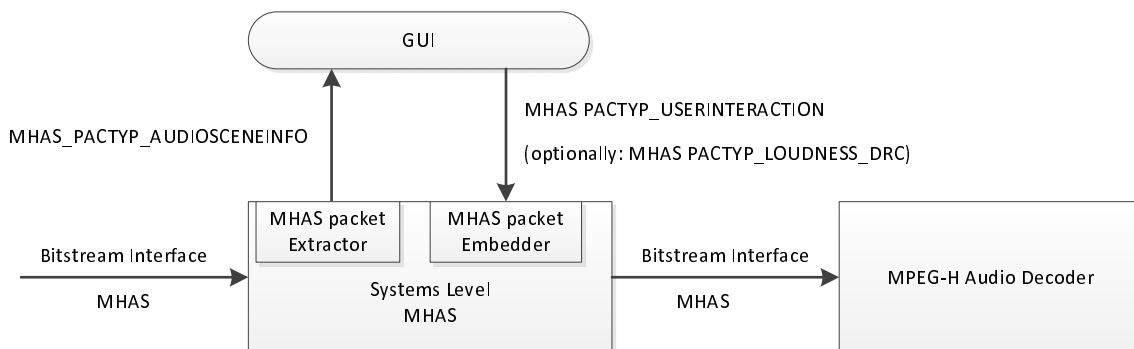 GUI
MHAS PACTYP_USERINTERACTION
MHAS_PACTYP_AUDIOSCENEINFO
(optionally: MHAS PACTYP_LOUDNESS_DRC)
MHAS packet
Extractor
MHAS packet
Embedder
Bitstream Interface
MHAS
Systems Level
MHAS
Bitstream Interface
MHAS
MPEG-H Audio Decoder